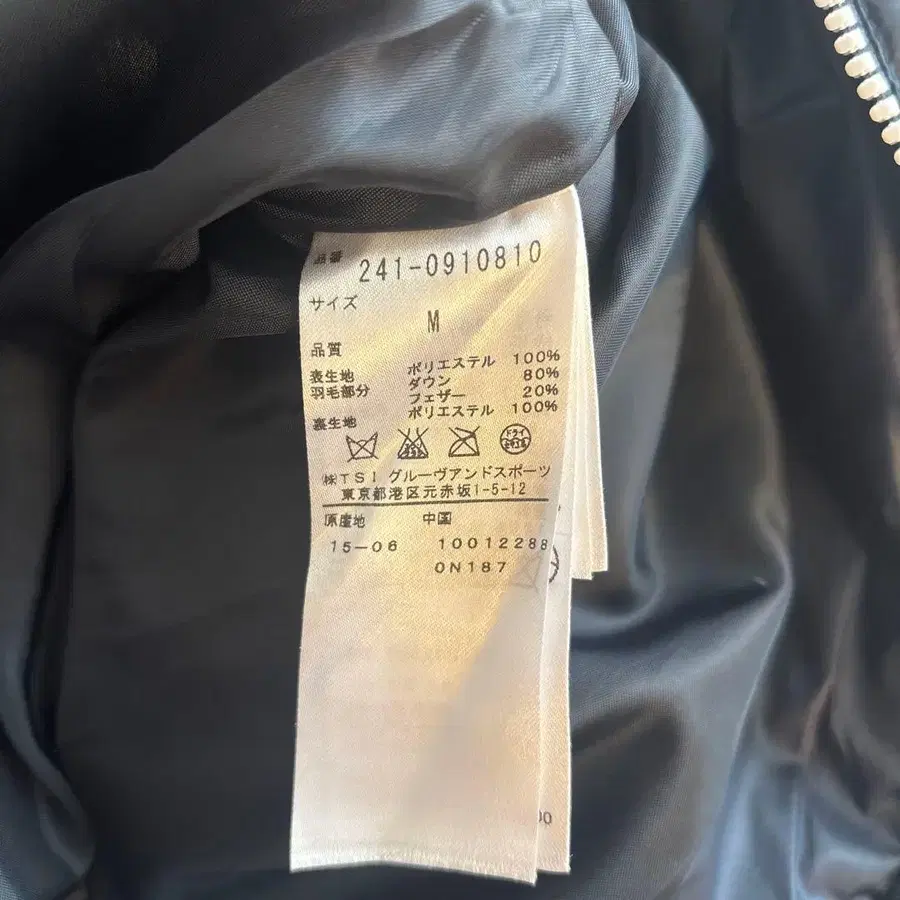 品番 241-0910810
サイズ
M
品質
表生地 ポリエステル 100%
羽毛部分 ダウン 80%
フェザー 20%
裏生地 ポリエステル 100%
ドライ
㈱TSI グルーヴアンドスポーツ
東京都港区元赤坂1-5-12
原産地 中国
15-06 10012288
0N187
00